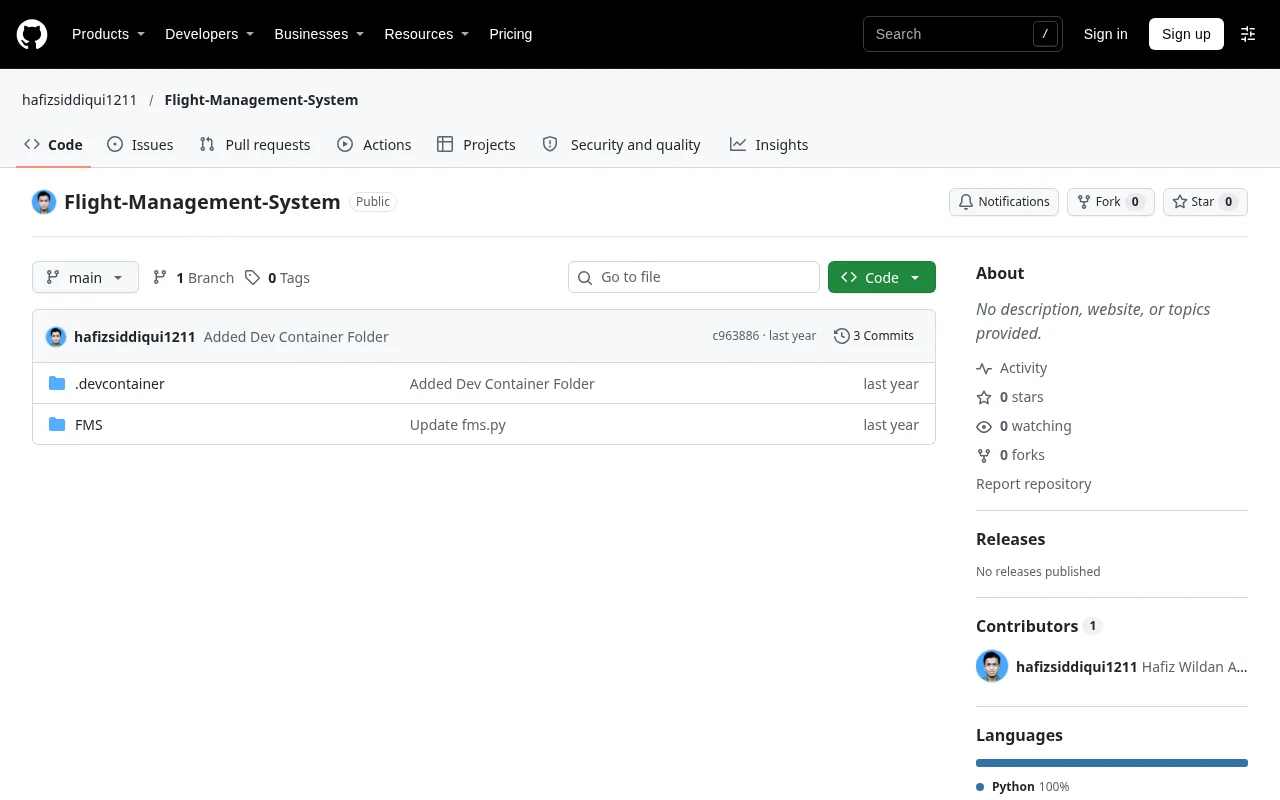 Products Developers Businesses Resources Pricing Search / Sign in Sign up
hafizsiddiqui1211 / Flight-Management-System
Code Issues Pull requests Actions Projects Security and quality Insights
Flight-Management-System Public Notifications Fork 0 Star 0
main 1 Branch 0 Tags Go to file Code
hafizsiddiqui1211 Added Dev Container Folder c963886 · last year 3 Commits
.devcontainer Added Dev Container Folder last year
FMS Update fms.py last year
About
No description, website, or topics
provided.
Activity
0 stars
0 watching
0 forks
Report repository
Releases
No releases published
Contributors 1
hafizsiddiqui1211 Hafiz Wildan A...
Languages
Python 100%